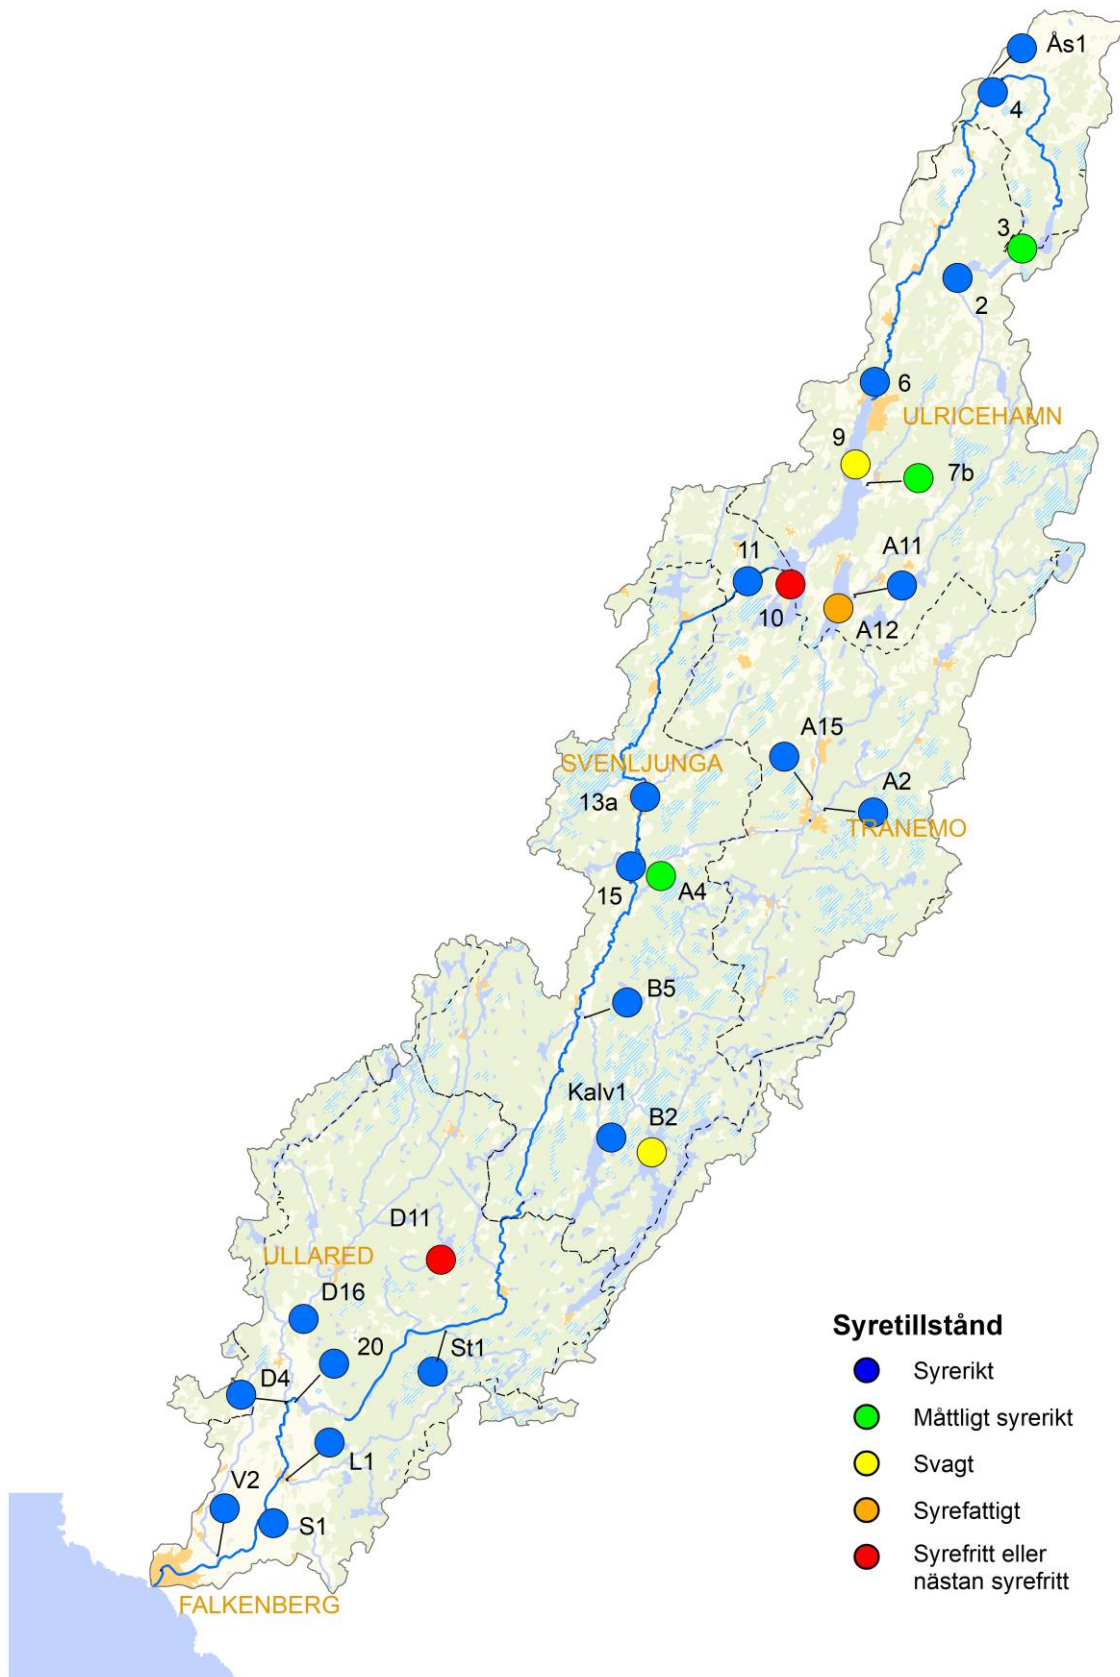 Ås1
4
3
2
6
ULRICEHAMN
9
7b
11
A11
10
A12
A15
SVENLJUNGA
13a
A2
TRANEMO
15
A4
B5
Kalv1
B2
D11
ULLARED
D16
20
St1
D4
L1
V2
S1
FALKENBERG
Syretillstånd
Syrerikt
Måttligt syrerikt
Svagt
Syrefattigt
Syrefritt eller
nästan syrefritt